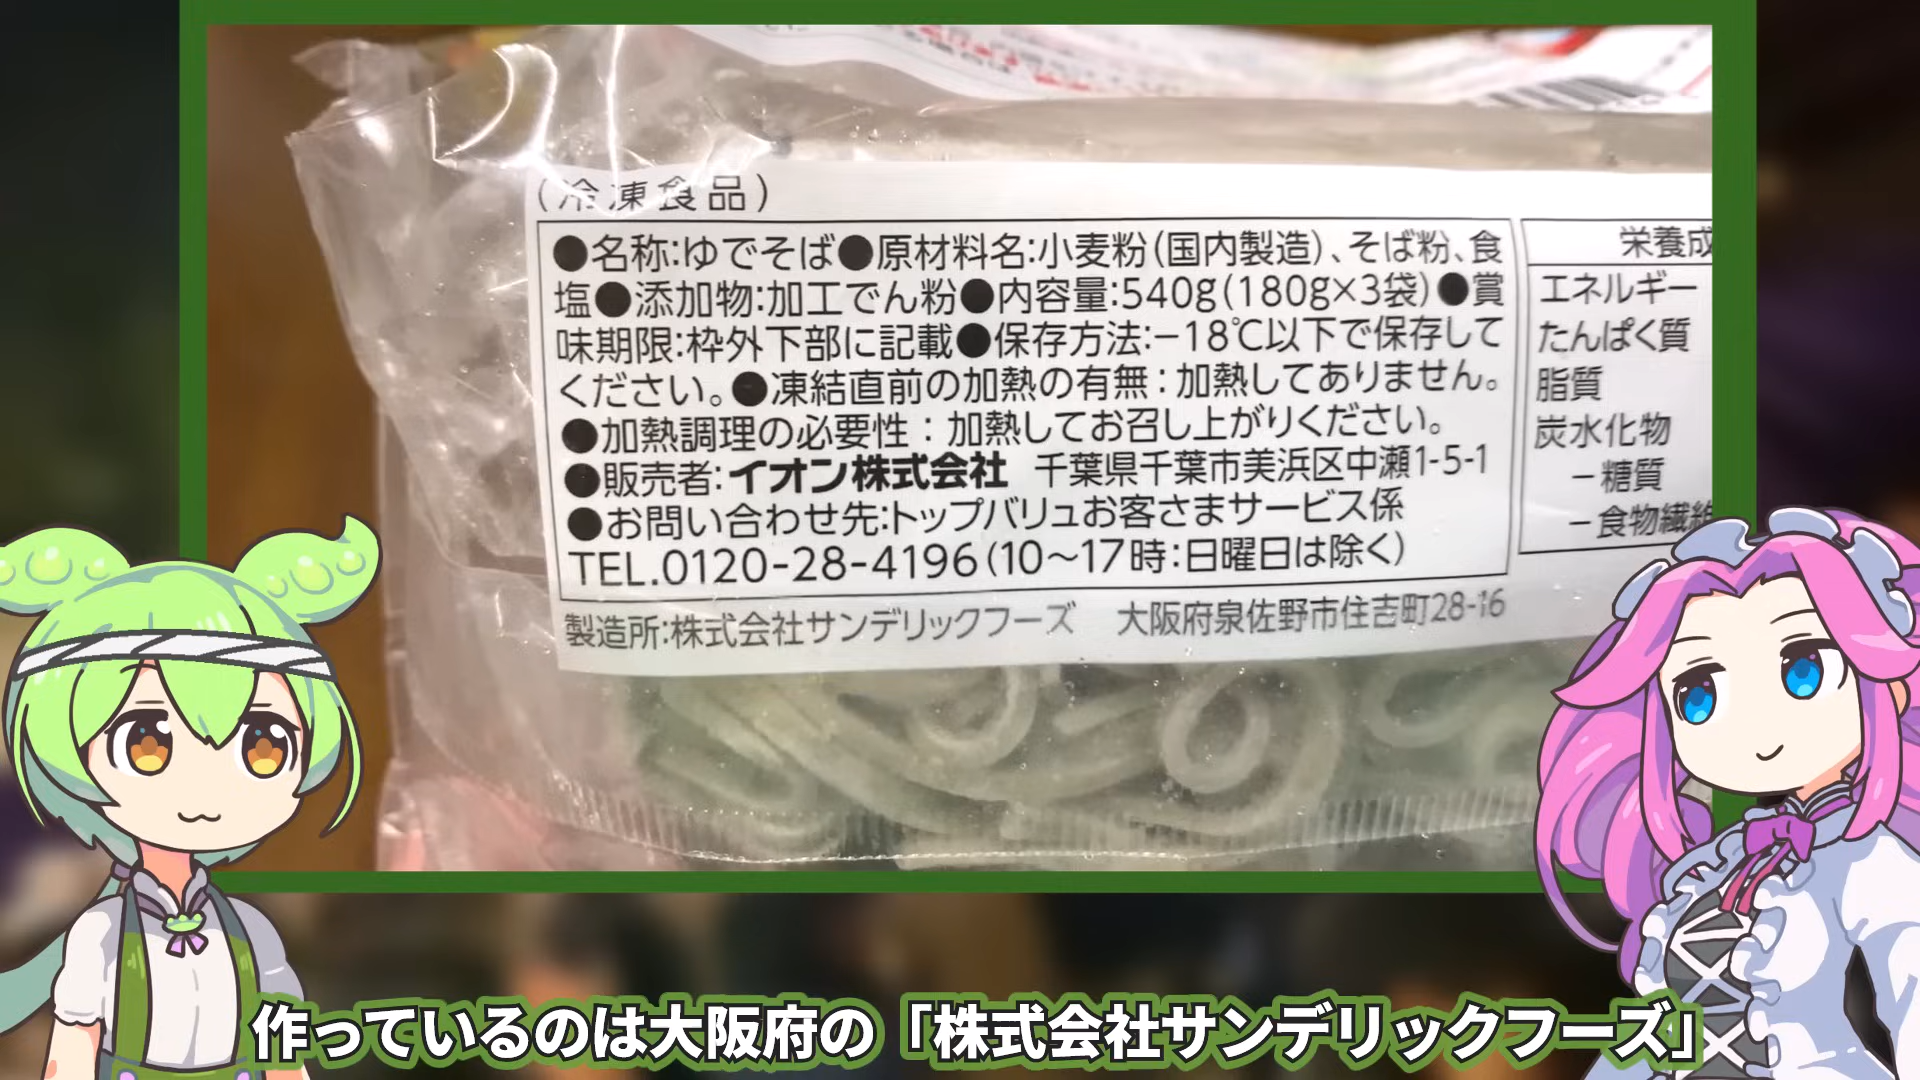 (冷凍食品)
●名称:ゆでそば●原材料名:小麦粉(国内製造)、そば粉、食
塩●添加物:加工でん粉●内容量:540g(180g×3袋)●賞
味期限:枠外下部に記載●保存方法:−18℃以下で保存して
ください。●凍結直前の加熱の有無:加熱してありません。
●加熱調理の必要性:加熱してお召し上がりください。
●販売者:イオン株式会社 千葉県千葉市美浜区中瀬1-5-1
●お問い合わせ先:トップバリュお客さまサービス係
TEL.0120-28-4196(10〜17時:日曜日は除く)
製造所:株式会社サンデリックフーズ 大阪府泉佐野市住吉町28-16
栄養成
エネルギー
たんぱく質
脂質
炭水化物
−糖質
−食物繊維
作っているのは大阪府の「株式会社サンデリックフーズ」